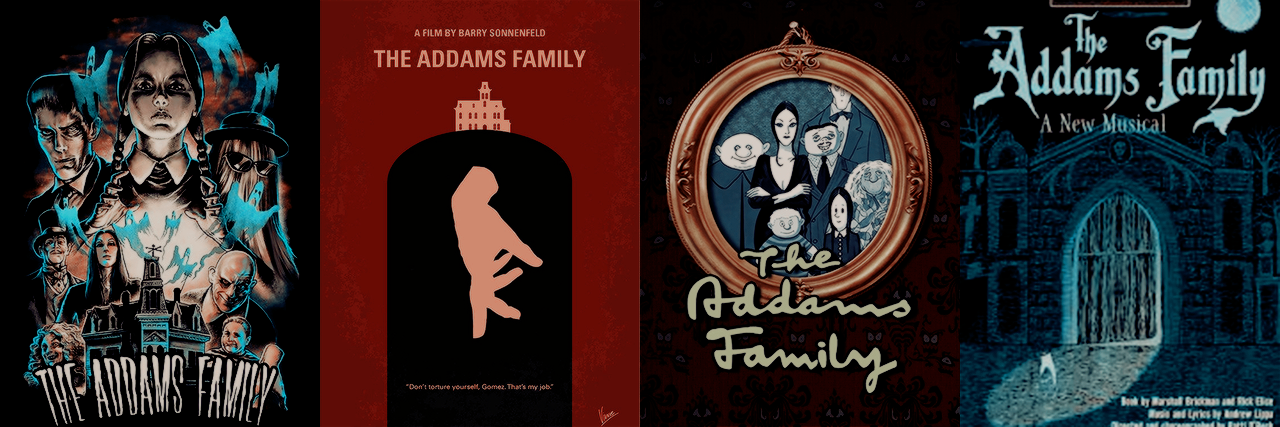 THE ADDAMS FAMILY
A FILM BY BARRY SONNENFELD
THE ADDAMS FAMILY
"Don't torture yourself, Gomez. That's my job."
The
Addams
Family
The
Addams Family
A New Musical
Book by Marshall Brickman and Rick Elice
Music and Lyrics by Andrew Lippa